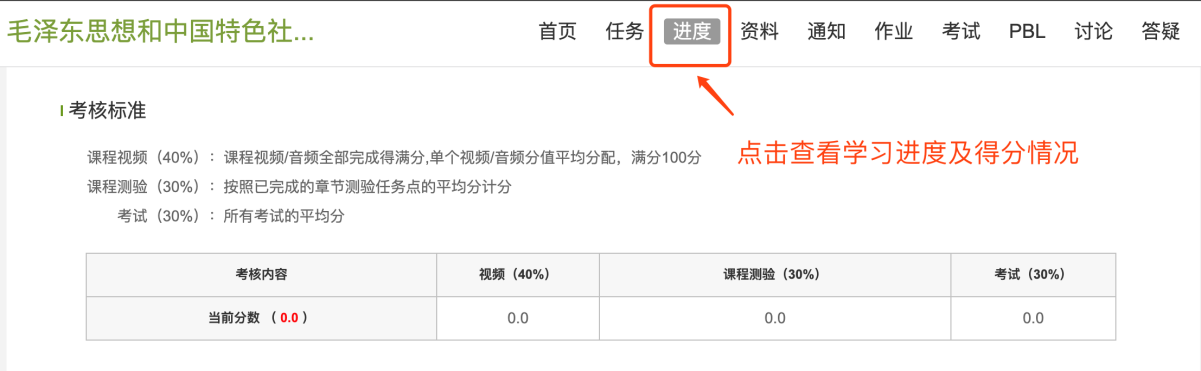 毛泽东思想和中国特色社... 首页 任务 进度 资料 通知 作业 考试 PBL 讨论 答疑
考核标准
点击查看学习进度及得分情况
课程视频（40%）：课程视频/音频全部完成得满分,单个视频/音频分值平均分配，满分100分
课程测验（30%）：按照已完成的章节测验任务点的平均分计分
考试（30%）：所有考试的平均分
考核内容 视频（40%） 课程测验（30%） 考试（30%）
当前分数 （ 0.0 ） 0.0 0.0 0.0